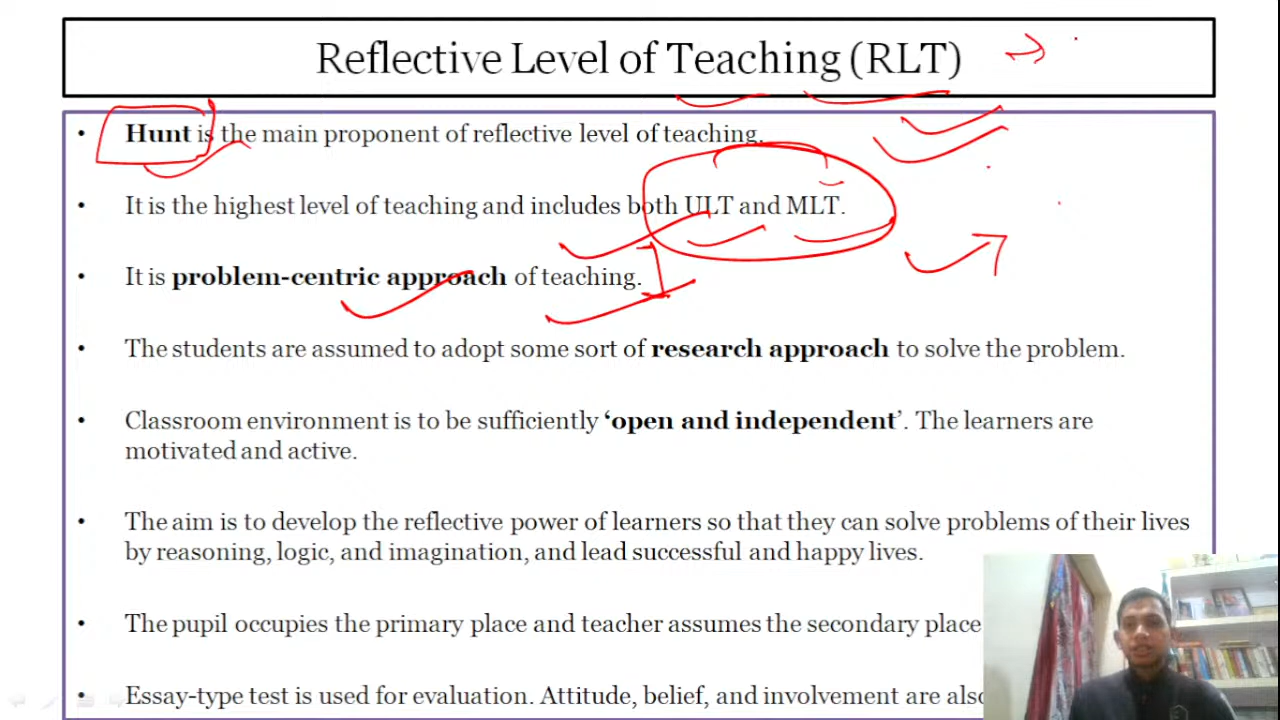 Reflective Level of Teaching (RLT)
• Hunt is the main proponent of reflective level of teaching.
• It is the highest level of teaching and includes both ULT and MLT.
• It is problem-centric approach of teaching.
• The students are assumed to adopt some sort of research approach to solve the problem.
• Classroom environment is to be sufficiently ‘open and independent’. The learners are
motivated and active.
• The aim is to develop the reflective power of learners so that they can solve problems of their lives
by reasoning, logic, and imagination, and lead successful and happy lives.
• The pupil occupies the primary place and teacher assumes the secondary place
• Essay-type test is used for evaluation. Attitude, belief, and involvement are also